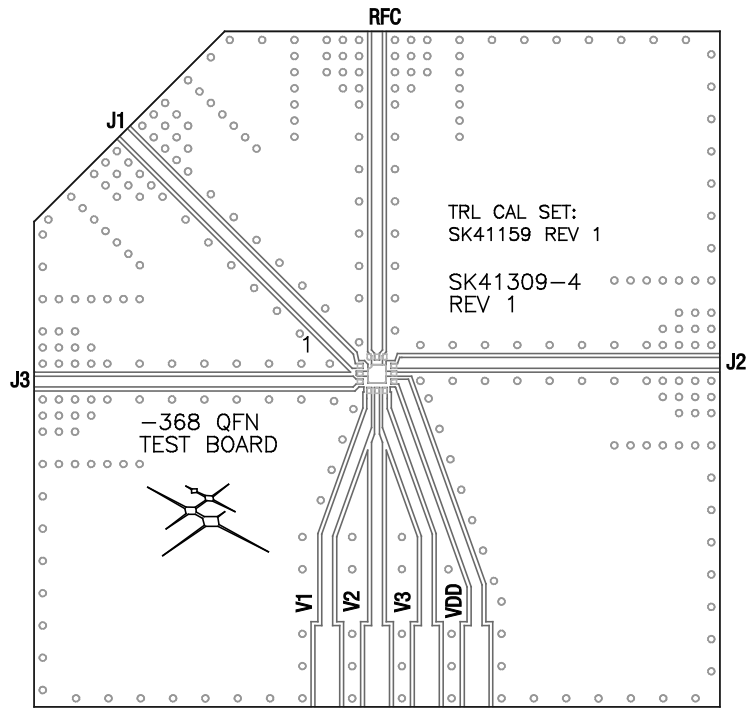 RFC
J1
TRL CAL SET:
SK41159 REV 1
SK41309-4
REV 1
1
J2
J3
-368 QFN
TEST BOARD
V1
V2
V3
VDD